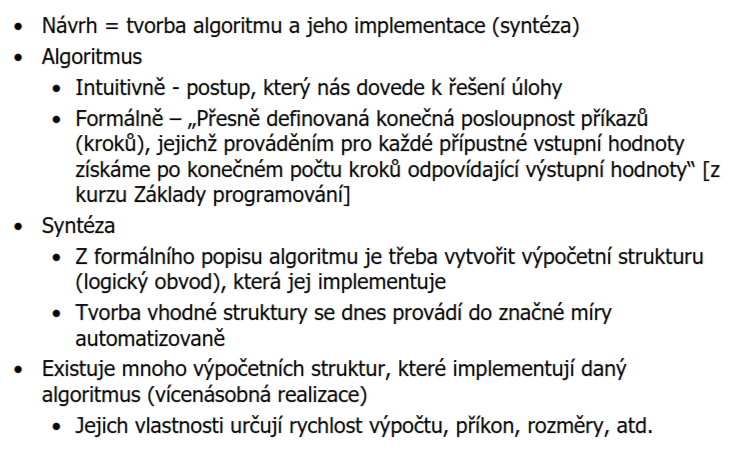 • Návrh = tvorba algoritmu a jeho implementace (syntéza)
• Algoritmus
• Intuitivně - postup, který nás dovede k řešení úlohy
• Formálně – „Přesně definovaná konečná posloupnost příkazů
(kroků), jejichž prováděním pro každé přípustné vstupní hodnoty
získáme po konečném počtu kroků odpovídající výstupní hodnoty“ [z
kurzu Základy programování]
• Syntéza
• Z formálního popisu algoritmu je třeba vytvořit výpočetní strukturu
(logický obvod), která jej implementuje
• Tvorba vhodné struktury se dnes provádí do značné míry
automatizovaně
• Existuje mnoho výpočetních struktur, které implementují daný
algoritmus (vícenásobná realizace)
• Jejich vlastnosti určují rychlost výpočtu, příkon, rozměry, atd.